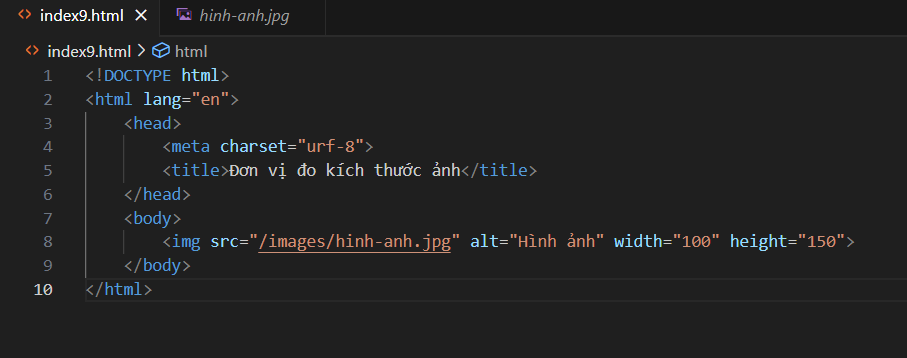 index9.html hinh-anh.jpg
index9.html > html
1 <!DOCTYPE html>
2 <html lang="en">
3 <head>
4 <meta charset="urf-8">
5 <title>Đơn vị đo kích thước ảnh</title>
6 </head>
7 <body>
8 <img src="/images/hinh-anh.jpg" alt="Hình ảnh" width="100" height="150">
9 </body>
10 </html>